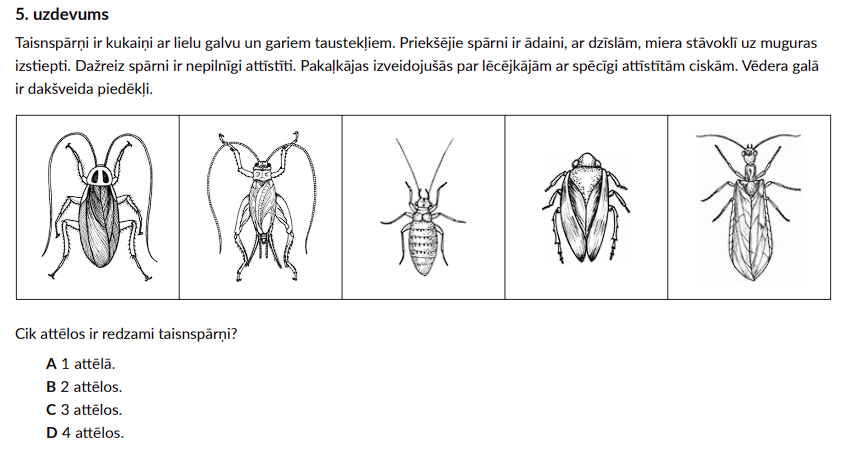 5. uzdevums
Taisnspārņi ir kukaiņi ar lielu galvu un gariem taustekļiem. Priekšējie spārni ir ādaini, ar dzīslām, miera stāvoklī uz muguras
izstiepti. Dažreiz spārni ir nepilnīgi attīstīti. Pakaļkājas izveidojušās par lēcējkājām ar spēcīgi attīstītām ciskām. Vēdera galā
ir dakšveida piedēkļi.
Cik attēlos ir redzami taisnspārņi?
A 1 attēlā.
B 2 attēlos.
C 3 attēlos.
D 4 attēlos.